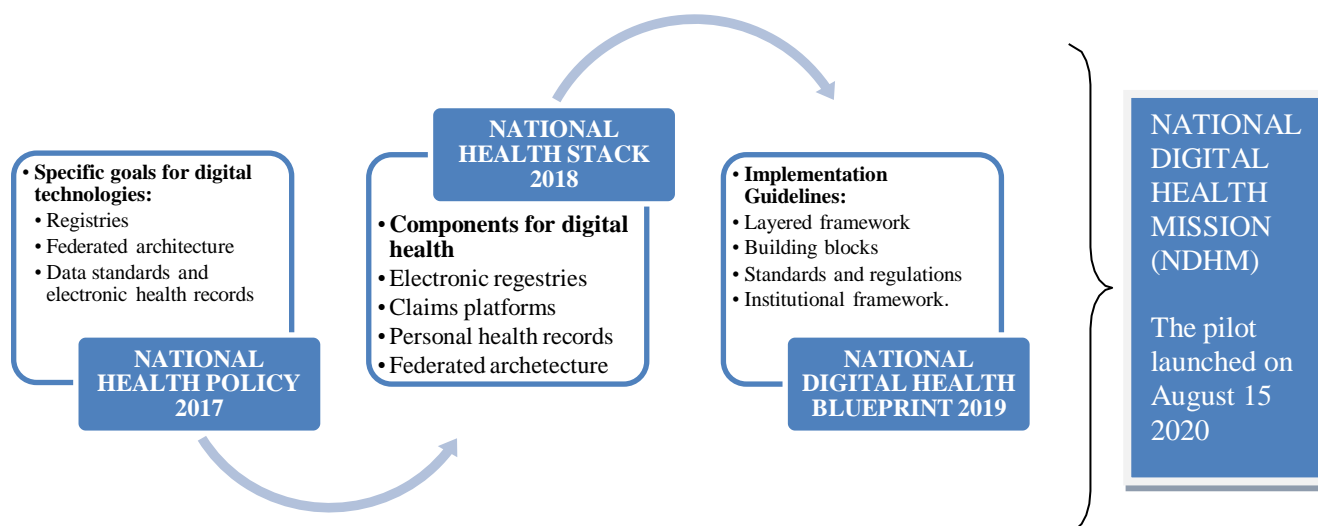 • Specific goals for digital
technologies:
• Registries
• Federated architecture
• Data standards and
electronic health records
NATIONAL
HEALTH POLICY
2017
NATIONAL
HEALTH STACK
2018
• Components for digital
health
• Electronic regestries
• Claims platforms
• Personal health records
• Federated archetecture
• Implementation
Guidelines:
• Layered framework
• Building blocks
• Standards and regulations
• Institutional framework.
NATIONAL
DIGITAL HEALTH
BLUEPRINT 2019
NATIONAL
DIGITAL
HEALTH
MISSION
(NDHM)
The pilot
launched on
August 15
2020